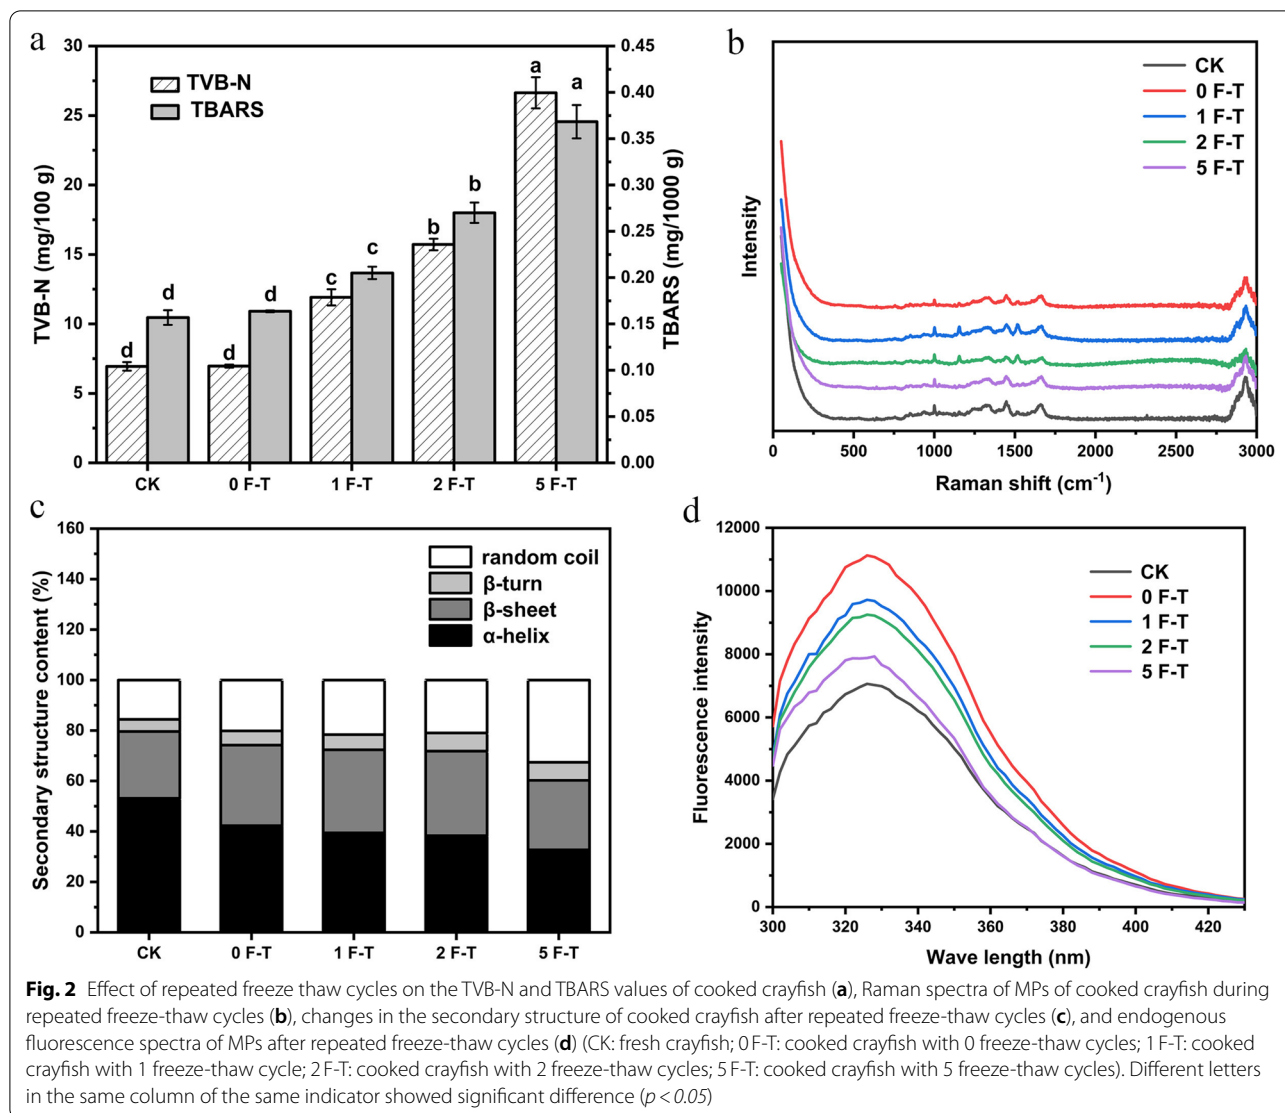 a
30
25
20
15
10
5
0
TVB-N (mg/100 g)
TVB-N
TBARS
d
d
d
d
c
c
b
b
a
a
0.45
0.40
0.35
0.30
0.25
0.20
0.15
0.10
0.05
0.00
TBARS (mg/1000 g)
CK 0 F-T 1 F-T 2 F-T 5 F-T
b
Intensity
CK
0 F-T
1 F-T
2 F-T
5 F-T
0 500 1000 1500 2000 2500 3000
Raman shift (cm⁻¹)
c
160
140
120
100
80
60
40
20
0
Secondary structure content (%)
random coil
β-turn
β-sheet
α-helix
CK 0 F-T 1 F-T 2 F-T 5 F-T
d
12000
10000
8000
6000
4000
2000
0
Fluorescence intensity
CK
0 F-T
1 F-T
2 F-T
5 F-T
300 320 340 360 380 400 420
Wave length (nm)
Fig. 2 Effect of repeated freeze thaw cycles on the TVB-N and TBARS values of cooked crayfish (a), Raman spectra of MPs of cooked crayfish during
repeated freeze-thaw cycles (b), changes in the secondary structure of cooked crayfish after repeated freeze-thaw cycles (c), and endogenous
fluorescence spectra of MPs after repeated freeze-thaw cycles (d) (CK: fresh crayfish; 0 F-T: cooked crayfish with 0 freeze-thaw cycles; 1 F-T: cooked
crayfish with 1 freeze-thaw cycle; 2 F-T: cooked crayfish with 2 freeze-thaw cycles; 5 F-T: cooked crayfish with 5 freeze-thaw cycles). Different letters
in the same column of the same indicator showed significant difference (p < 0.05)